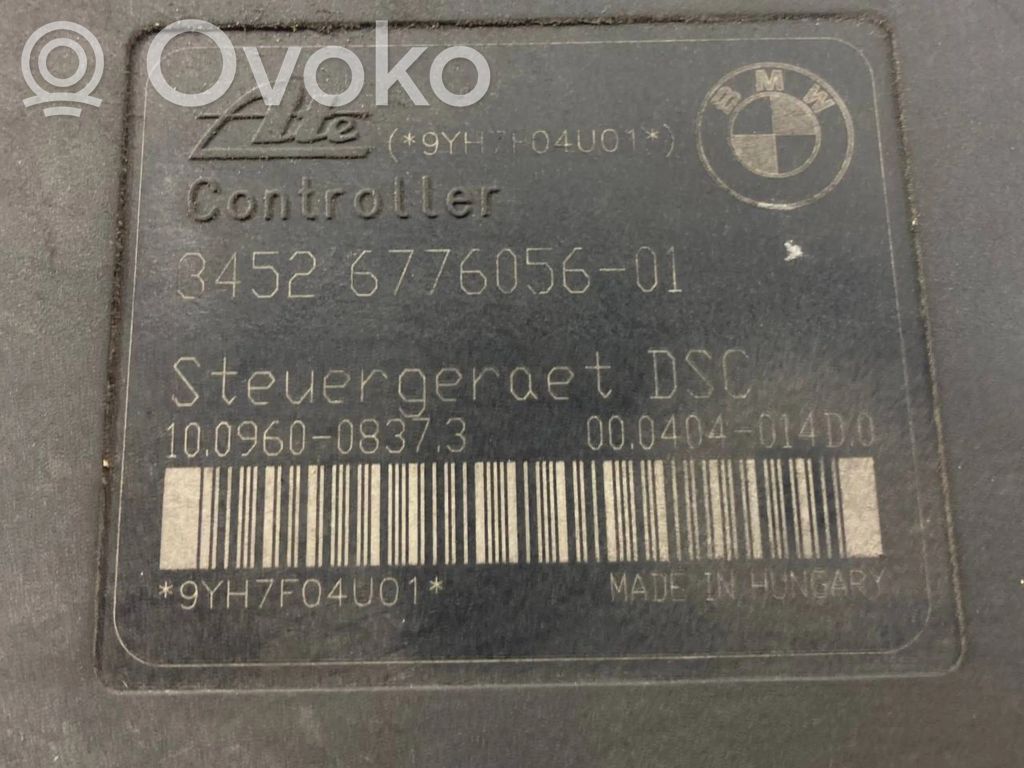 Ovoko
BMW
Ate
(*9YH7F04U01*)
Controller
3452 6776056-01
Steuergeraet DSC
10.0960-0837.3 00.0404-014D.0
*9YH7F04U01* MADE IN HUNGARY